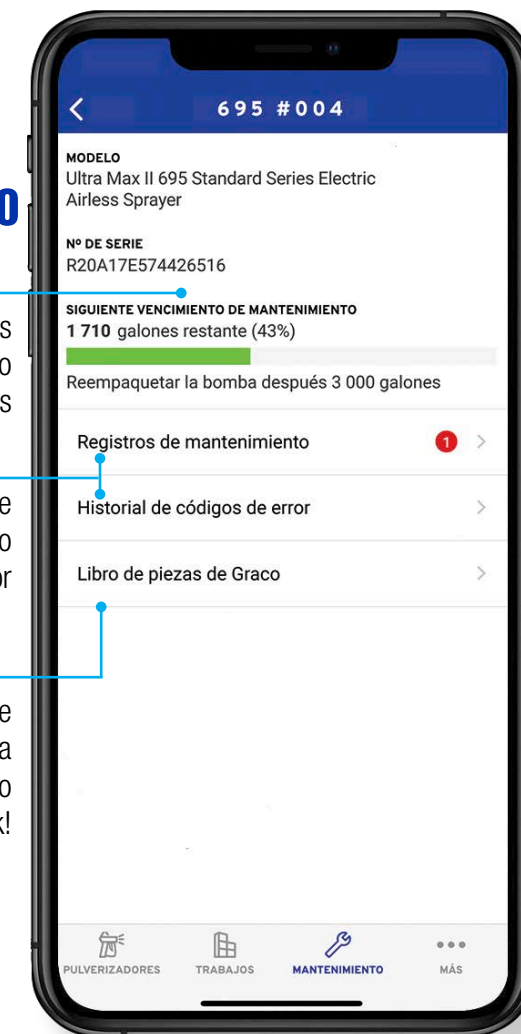 695 #004
MODELO
Ultra Max II 695 Standard Series Electric
Airless Sprayer
Nº DE SERIE
R20A17E574426516
SIGUIENTE VENCIMIENTO DE MANTENIMIENTO
1 710 galones restante (43%)
Reempaquetar la bomba después 3 000 galones
Registros de mantenimiento 1
Historial de códigos de error
Libro de piezas de Graco
PULVERIZADORES TRABAJOS MANTENIMIENTO MÁS